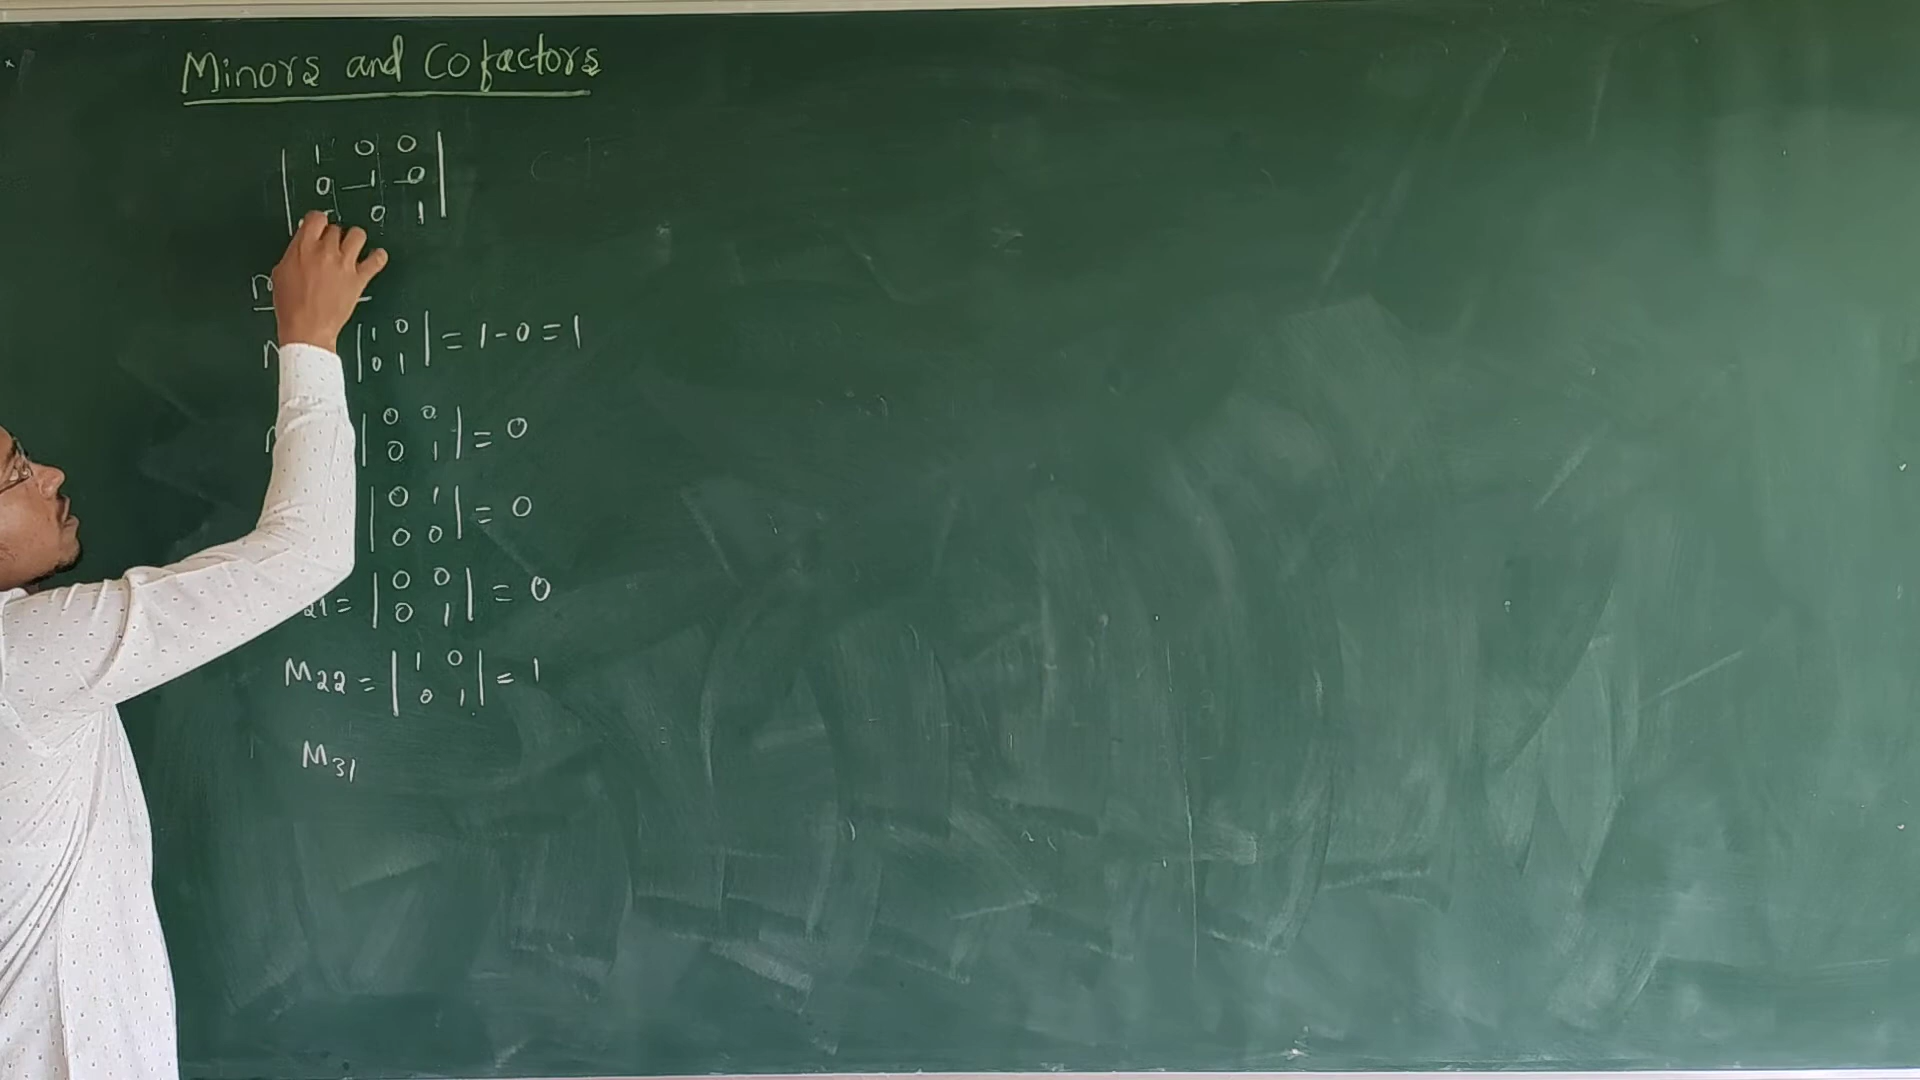 Minors and Cofactors
| 1 0 0 |
| 0 1 0 |
0 1 |
| 1 0 | = 1 - 0 = 1
| 0 1 |
| 0 0 | = 0
| 0 1 |
| 0 1 | = 0
| 0 0 |
21 = | 0 0 | = 0
| 0 1 |
M22 = | 1 0 | = 1
| 0 1 |
M31